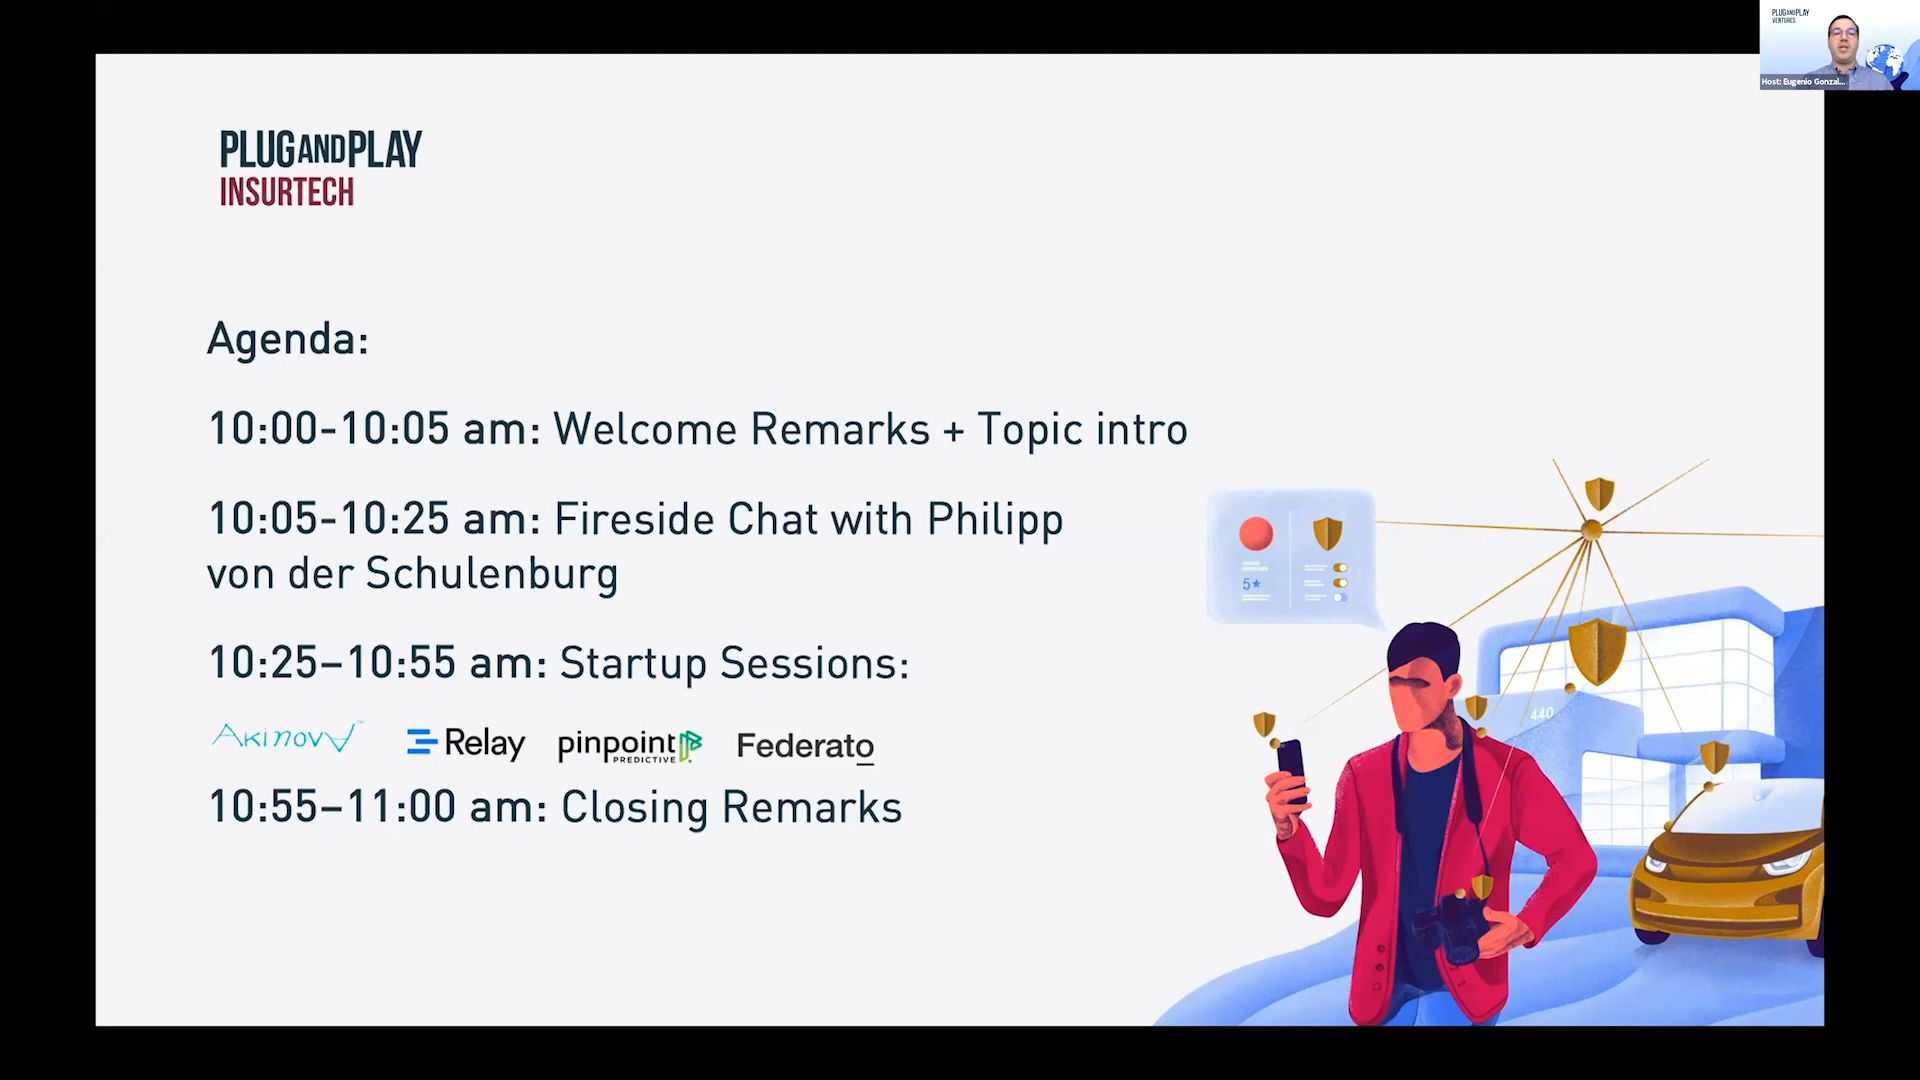 PLUGANDPLAY
VENTURES
Host: Eugenio Gonzal...
PLUGANDPLAY
INSURTECH
Agenda:
10:00-10:05 am: Welcome Remarks + Topic intro
10:05-10:25 am: Fireside Chat with Philipp
von der Schulenburg
10:25–10:55 am: Startup Sessions:
AKINOVA™ Relay pinpoint PREDICTIVE Federato
10:55–11:00 am: Closing Remarks
5★
440